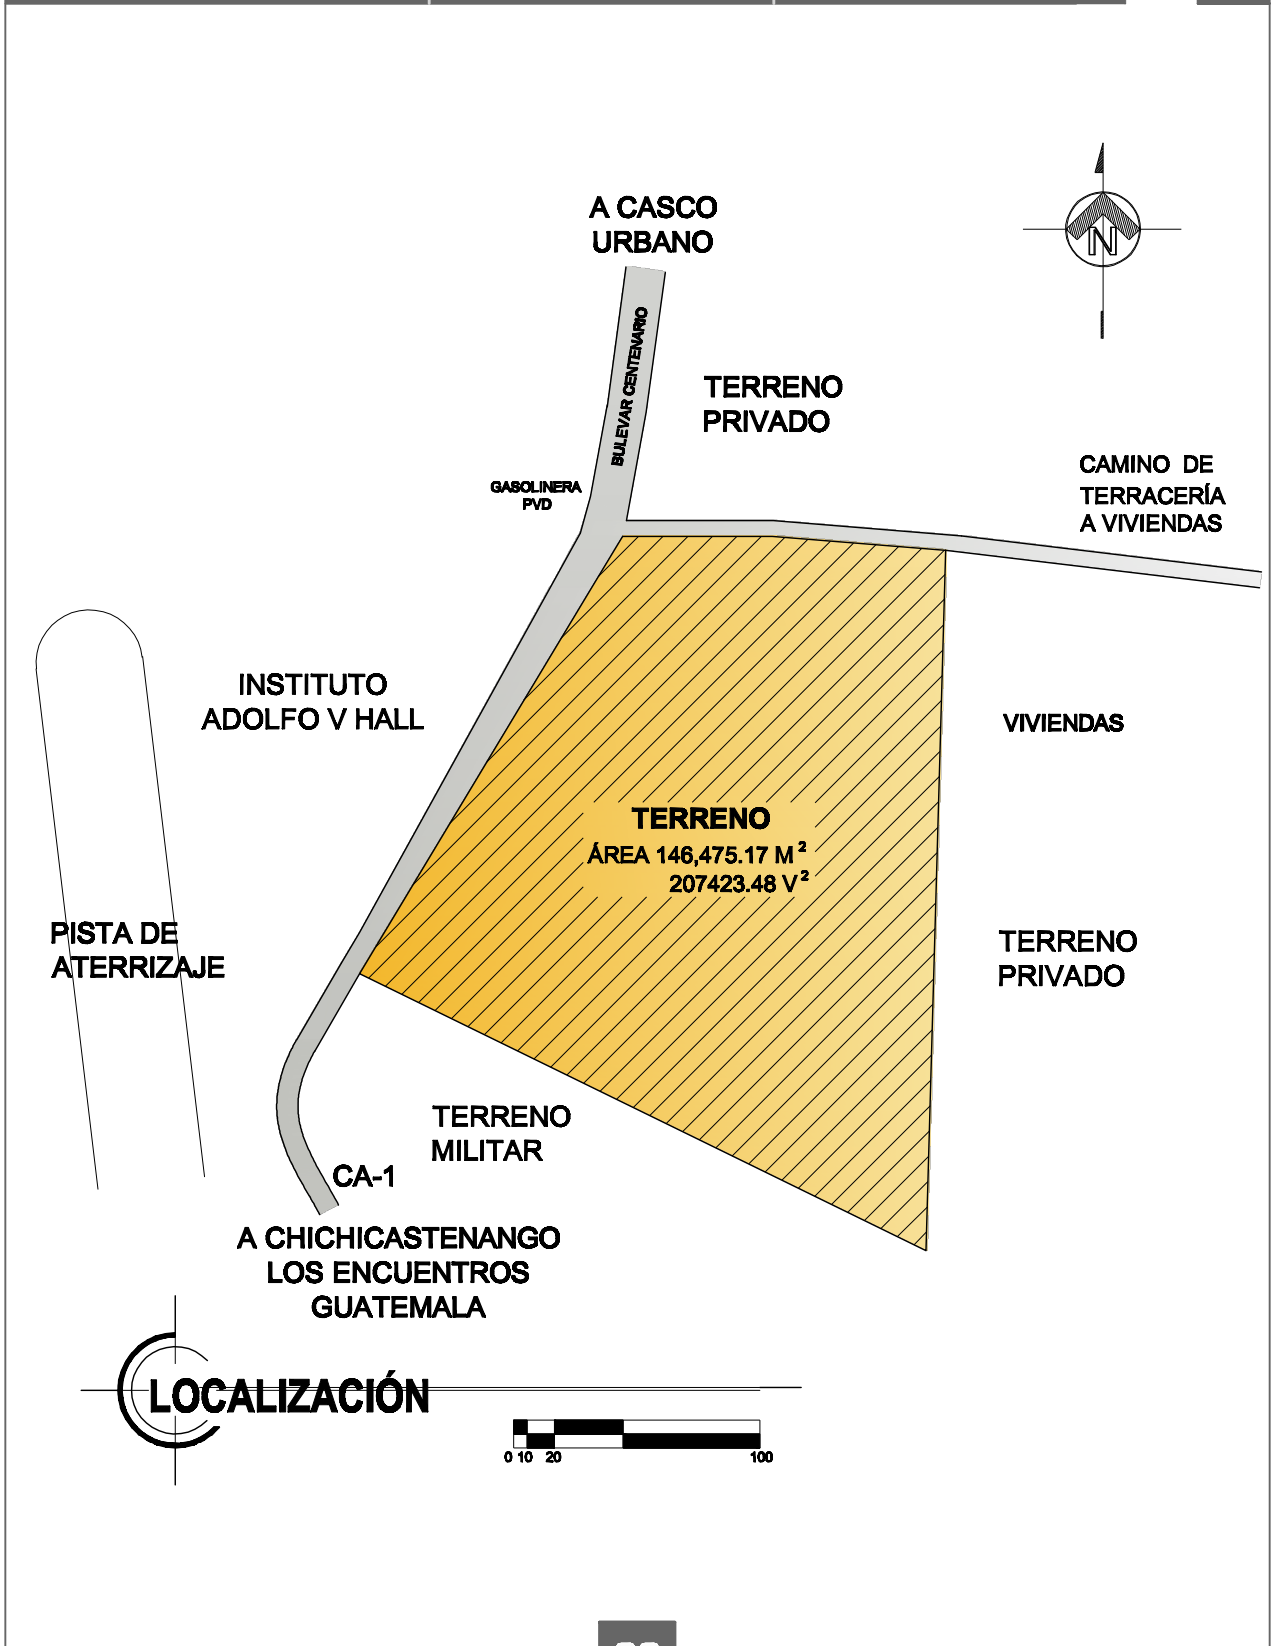 A CASCO
URBANO
N
BULEVAR CENTENARIO
TERRENO
PRIVADO
CAMINO DE
TERRACERÍA
A VIVIENDAS
GASOLINERA
PVD
INSTITUTO
ADOLFO V HALL
VIVIENDAS
TERRENO
ÁREA 146,475.17 M²
207423.48 V²
PISTA DE
ATERRIZAJE
TERRENO
PRIVADO
TERRENO
MILITAR
CA-1
A CHICHICASTENANGO
LOS ENCUENTROS
GUATEMALA
LOCALIZACIÓN
0 10 20 100